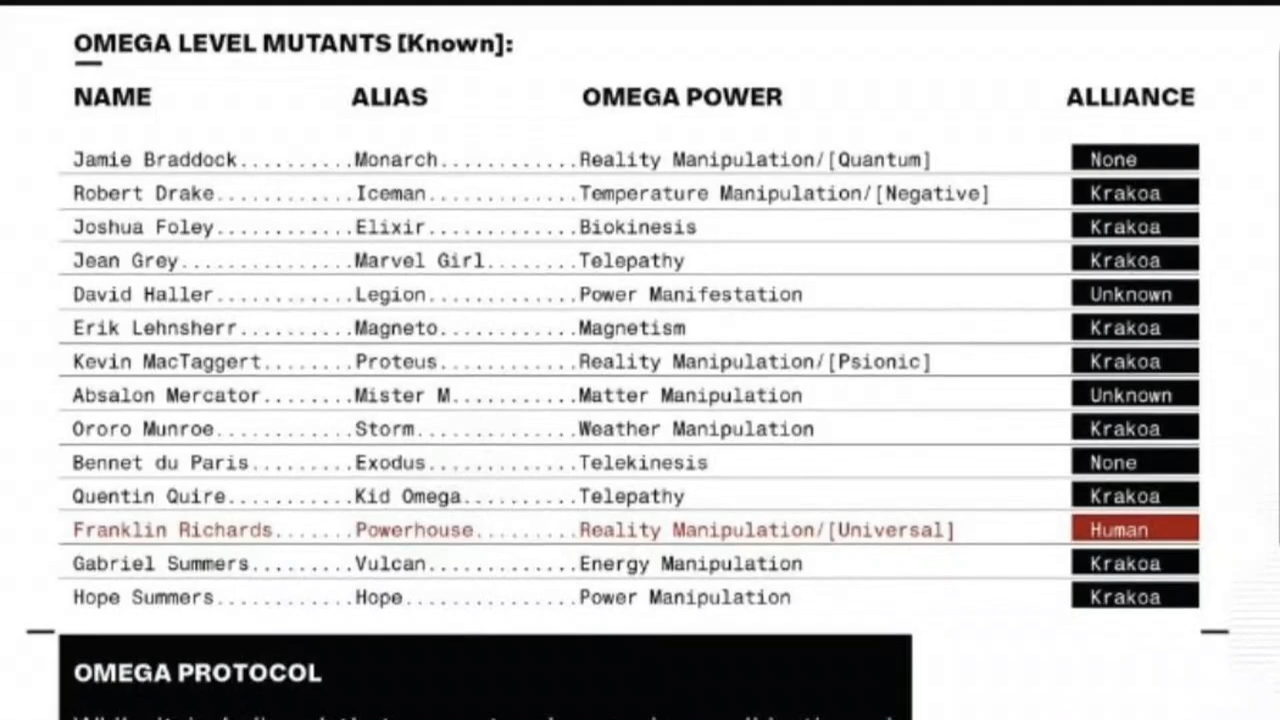 OMEGA LEVEL MUTANTS [Known]:
NAME ALIAS OMEGA POWER ALLIANCE
Jamie Braddock..........Monarch............Reality Manipulation/[Quantum] None
Robert Drake............Iceman.............Temperature Manipulation/[Negative] Krakoa
Joshua Foley............Elixir.............Biokinesis Krakoa
Jean Grey...............Marvel Girl........Telepathy Krakoa
David Haller............Legion.............Power Manifestation Unknown
Erik Lehnsherr..........Magneto............Magnetism Krakoa
Kevin MacTaggert........Proteus............Reality Manipulation/[Psionic] Krakoa
Absalon Mercator........Mister M...........Matter Manipulation Unknown
Ororo Munroe............Storm..............Weather Manipulation Krakoa
Bennet du Paris.........Exodus.............Telekinesis None
Quentin Quire...........Kid Omega..........Telepathy Krakoa
Franklin Richards.......Powerhouse.........Reality Manipulation/[Universal] Human
Gabriel Summers.........Vulcan.............Energy Manipulation Krakoa
Hope Summers............Hope...............Power Manipulation Krakoa
OMEGA PROTOCOL